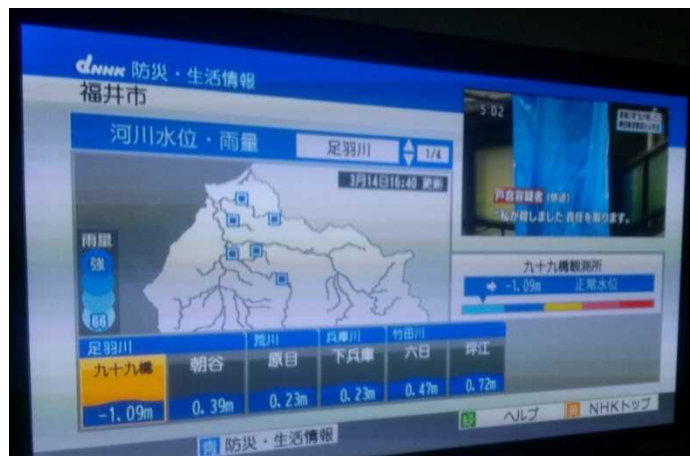 dNHK 防災・生活情報
福井市
河川水位・雨量
足羽川
1/4
3月14日16:40 更新
雨量
強
弱
5:02
戸倉容疑者
“私が殺しました 責任を取ります。
九十九橋観測所
-1.09m 正常水位
足羽川 荒川 兵庫川 竹田川
九十九橋 朝谷 原目 下兵庫 六日 坪江
-1.09m 0.39m 0.23m 0.23m 0.47m 0.72m
青 防災・生活情報
緑 ヘルプ
黄 NHKトップ